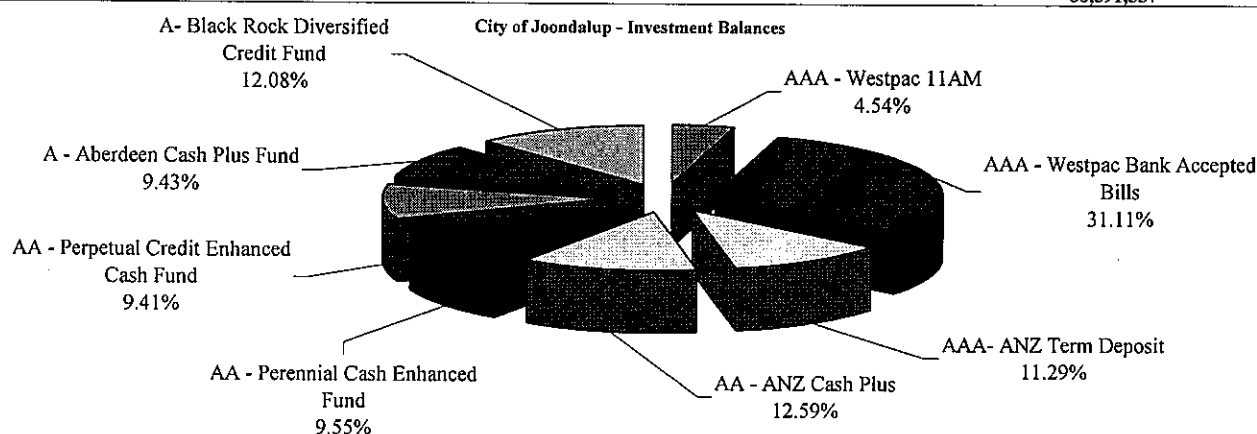 City of Joondalup - Investment Balances
A- Black Rock Diversified
Credit Fund
12.08%
AAA - Westpac 11AM
4.54%
A - Aberdeen Cash Plus Fund
9.43%
AAA - Westpac Bank Accepted
Bills
31.11%
AA - Perpetual Credit Enhanced
Cash Fund
9.41%
AAA- ANZ Term Deposit
11.29%
AA - Perennial Cash Enhanced
Fund
9.55%
AA - ANZ Cash Plus
12.59%